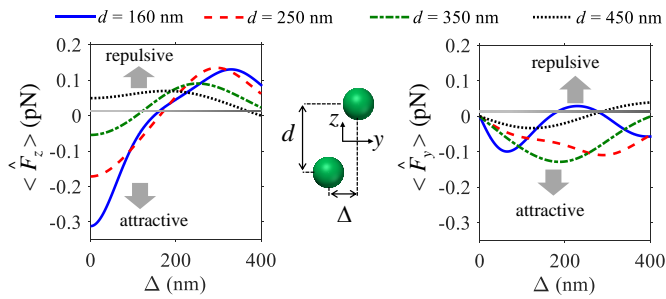 d = 160 nm d = 250 nm d = 350 nm d = 450 nm
0.2
0.1
0
-0.1
-0.2
-0.3
< F̂z > (pN)
repulsive
attractive
0 200 400
Δ (nm)
d
z
y
Δ
0.2
0.1
0
-0.1
-0.2
-0.3
< F̂y > (pN)
repulsive
attractive
0 200 400
Δ (nm)